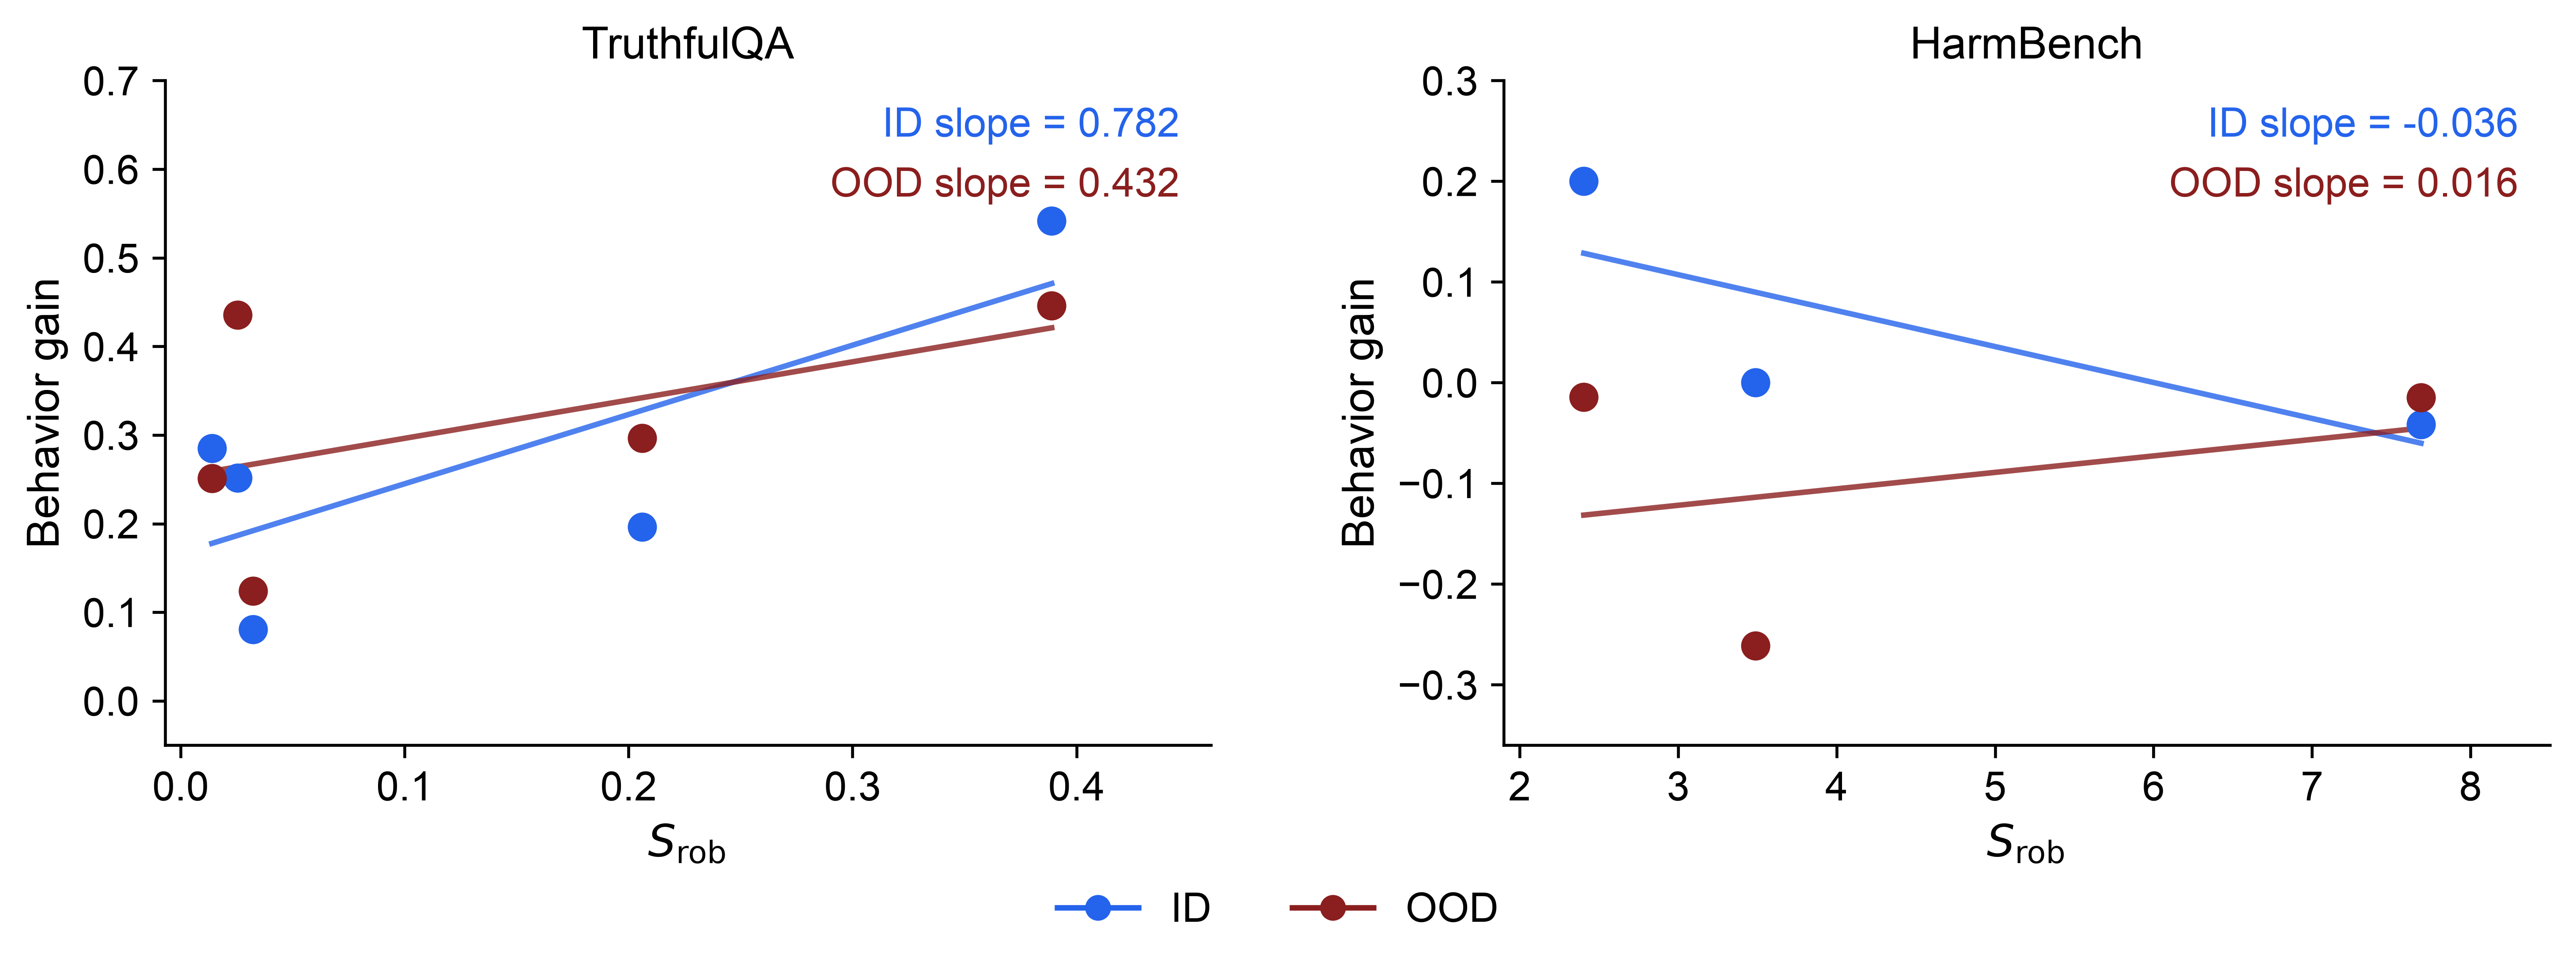 TruthfulQA
ID slope = 0.782
OOD slope = 0.432
Behavior gain
0.7
0.6
0.5
0.4
0.3
0.2
0.1
0.0
0.0 0.1 0.2 0.3 0.4
S_rob
HarmBench
ID slope = -0.036
OOD slope = 0.016
Behavior gain
0.3
0.2
0.1
0.0
−0.1
−0.2
−0.3
2 3 4 5 6 7 8
S_rob
ID OOD